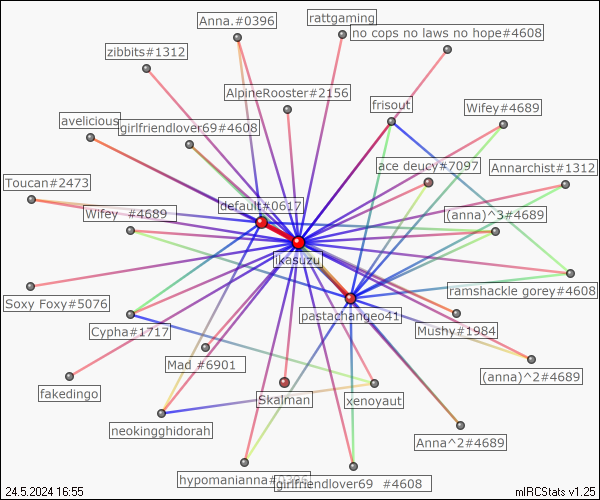 Anna.#0396
rattgaming
no cops no laws no hope#4608
zibbits#1312
AlpineRooster#2156
frisout
Wifey#4689
avelicious
girlfriendlover69#4608
ace deucy#7097
Annarchist#1312
Toucan#2473
default#0617
Wifey #4689
(anna)^3#4689
ikasuzu
ramshackle gorey#4608
Soxy Foxy#5076
pastachangeo41
Cypha#1717
Mushy#1984
Mad #6901
(anna)^2#4689
fakedingo
Skalman
xenoyaut
neokingghidorah
Anna^2#4689
hypomanianna#0396
girlfriendlover69 #4608
24.5.2024 16:55
mIRCStats v1.25